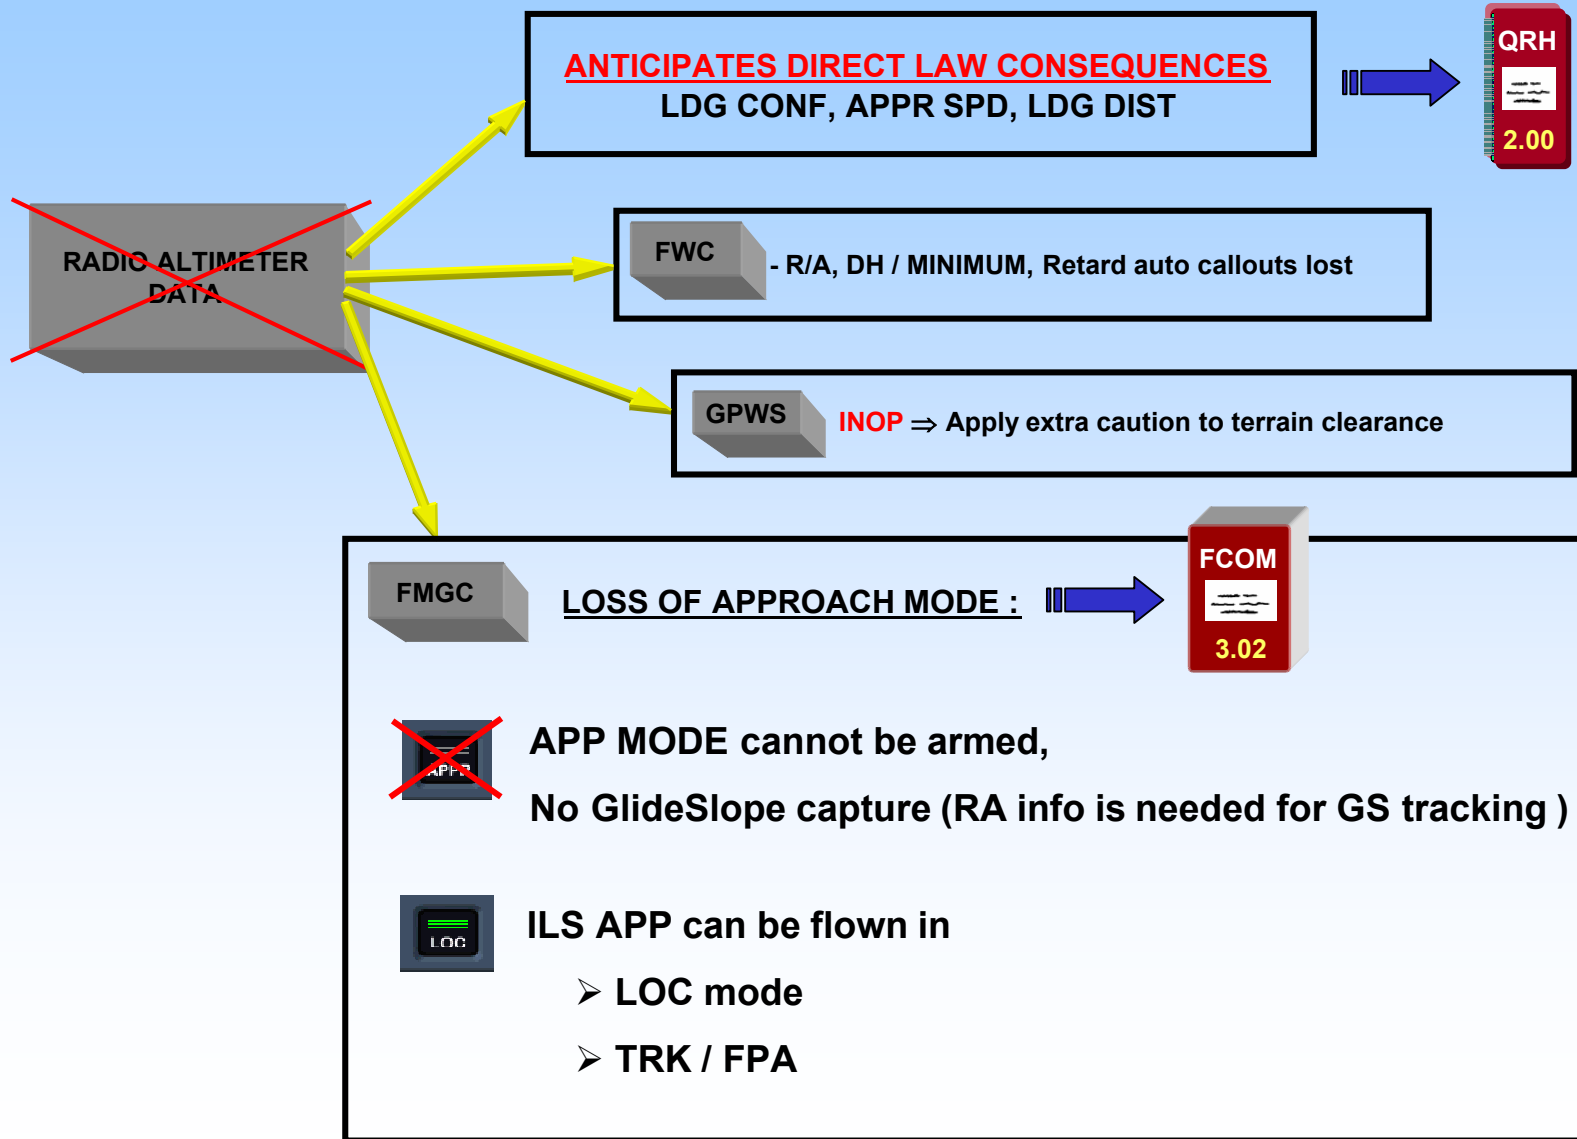 ANTICIPATES DIRECT LAW CONSEQUENCES
LDG CONF, APPR SPD, LDG DIST
QRH
2.00
RADIO ALTIMETER
DATA
FWC
- R/A, DH / MINIMUM, Retard auto callouts lost
GPWS
INOP ⇒ Apply extra caution to terrain clearance
FMGC
LOSS OF APPROACH MODE :
FCOM
3.02
APPR
APP MODE cannot be armed,
No GlideSlope capture (RA info is needed for GS tracking )
LOC
ILS APP can be flown in
➢ LOC mode
➢ TRK / FPA